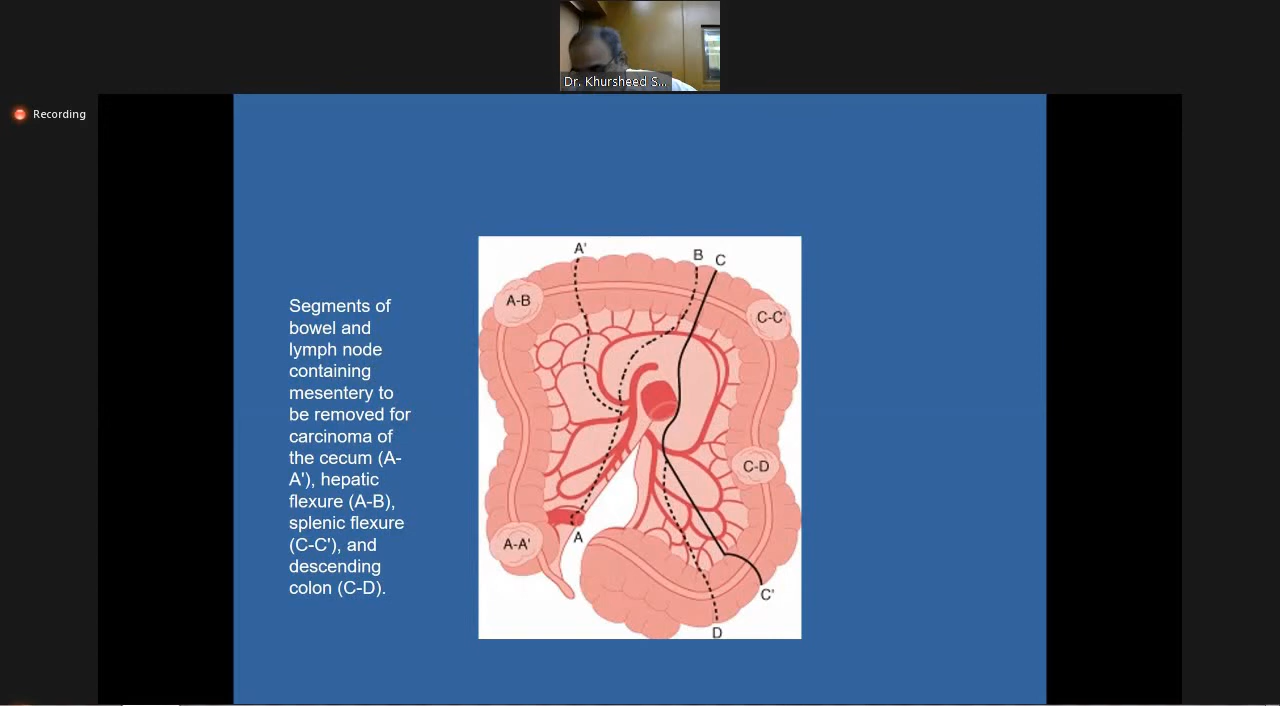 Dr. Khursheed S...
Recording
A'
B
C
A-B
C-C'
Segments of
bowel and
lymph node
containing
mesentery to
be removed for
carcinoma of
the cecum (A-
A'), hepatic
flexure (A-B),
splenic flexure
(C-C'), and
descending
colon (C-D).
C-D
A
A-A'
C'
D